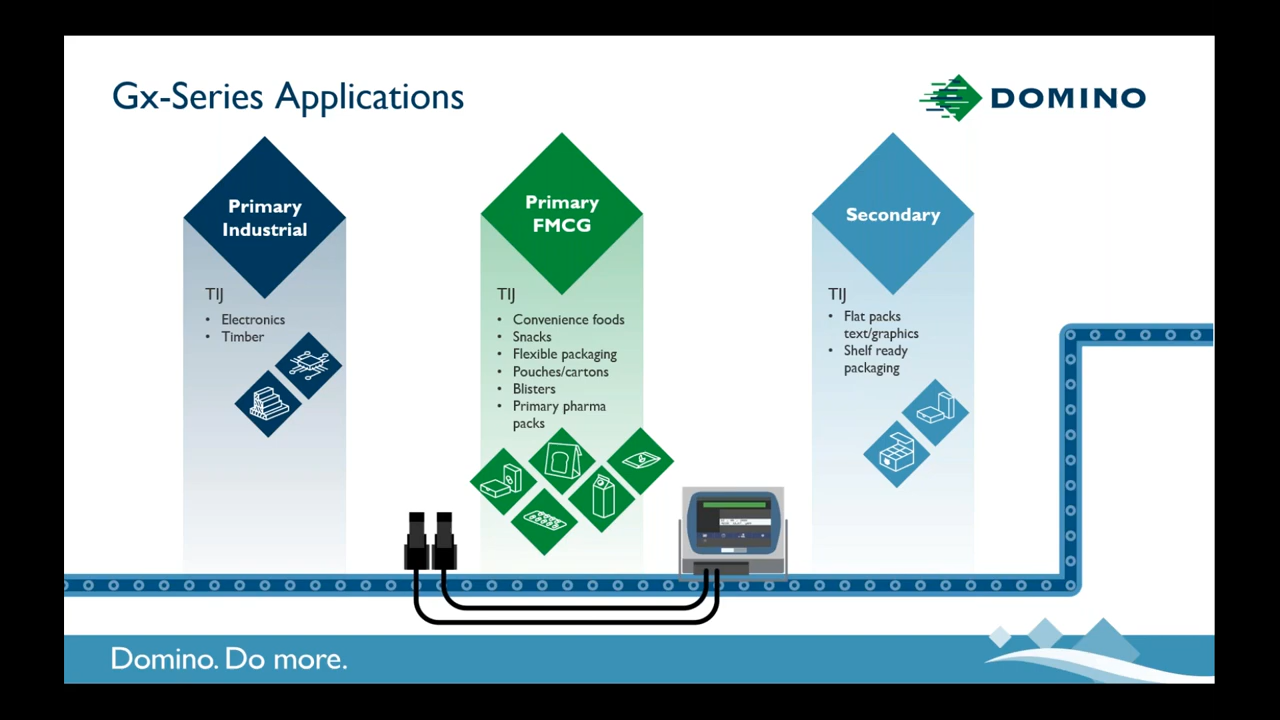 Gx-Series Applications
DOMINO
Primary
Industrial
TIJ
• Electronics
• Timber
Primary
FMCG
TIJ
• Convenience foods
• Snacks
• Flexible packaging
• Pouches/cartons
• Blisters
• Primary pharma
packs
Secondary
TIJ
• Flat packs
text/graphics
• Shelf ready
packaging
Domino. Do more.